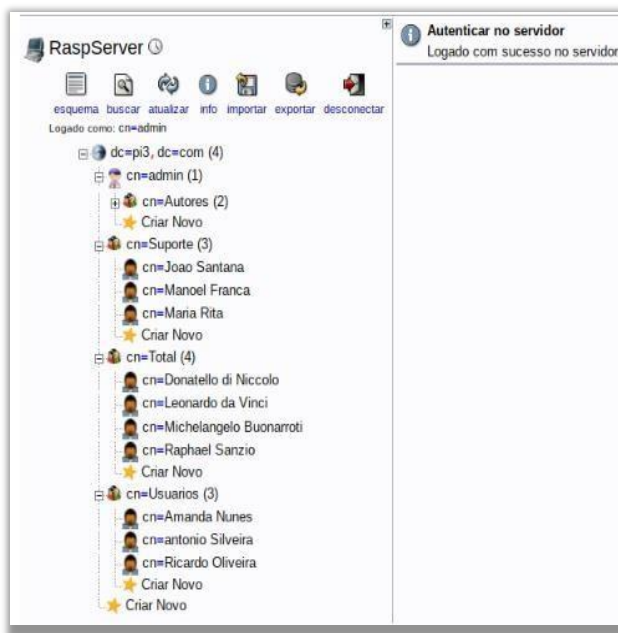 RaspServer
esquema buscar atualizar info importar exportar desconectar
Logado como: cn=admin
dc=pi3, dc=com (4)
cn=admin (1)
cn=Autores (2)
Criar Novo
cn=Suporte (3)
cn=Joao Santana
cn=Manoel Franca
cn=Maria Rita
Criar Novo
cn=Total (4)
cn=Donatello di Niccolo
cn=Leonardo da Vinci
cn=Michelangelo Buonarroti
cn=Raphael Sanzio
Criar Novo
cn=Usuarios (3)
cn=Amanda Nunes
cn=antonio Silveira
cn=Ricardo Oliveira
Criar Novo
Criar Novo
Autenticar no servidor
Logado com sucesso no servidor